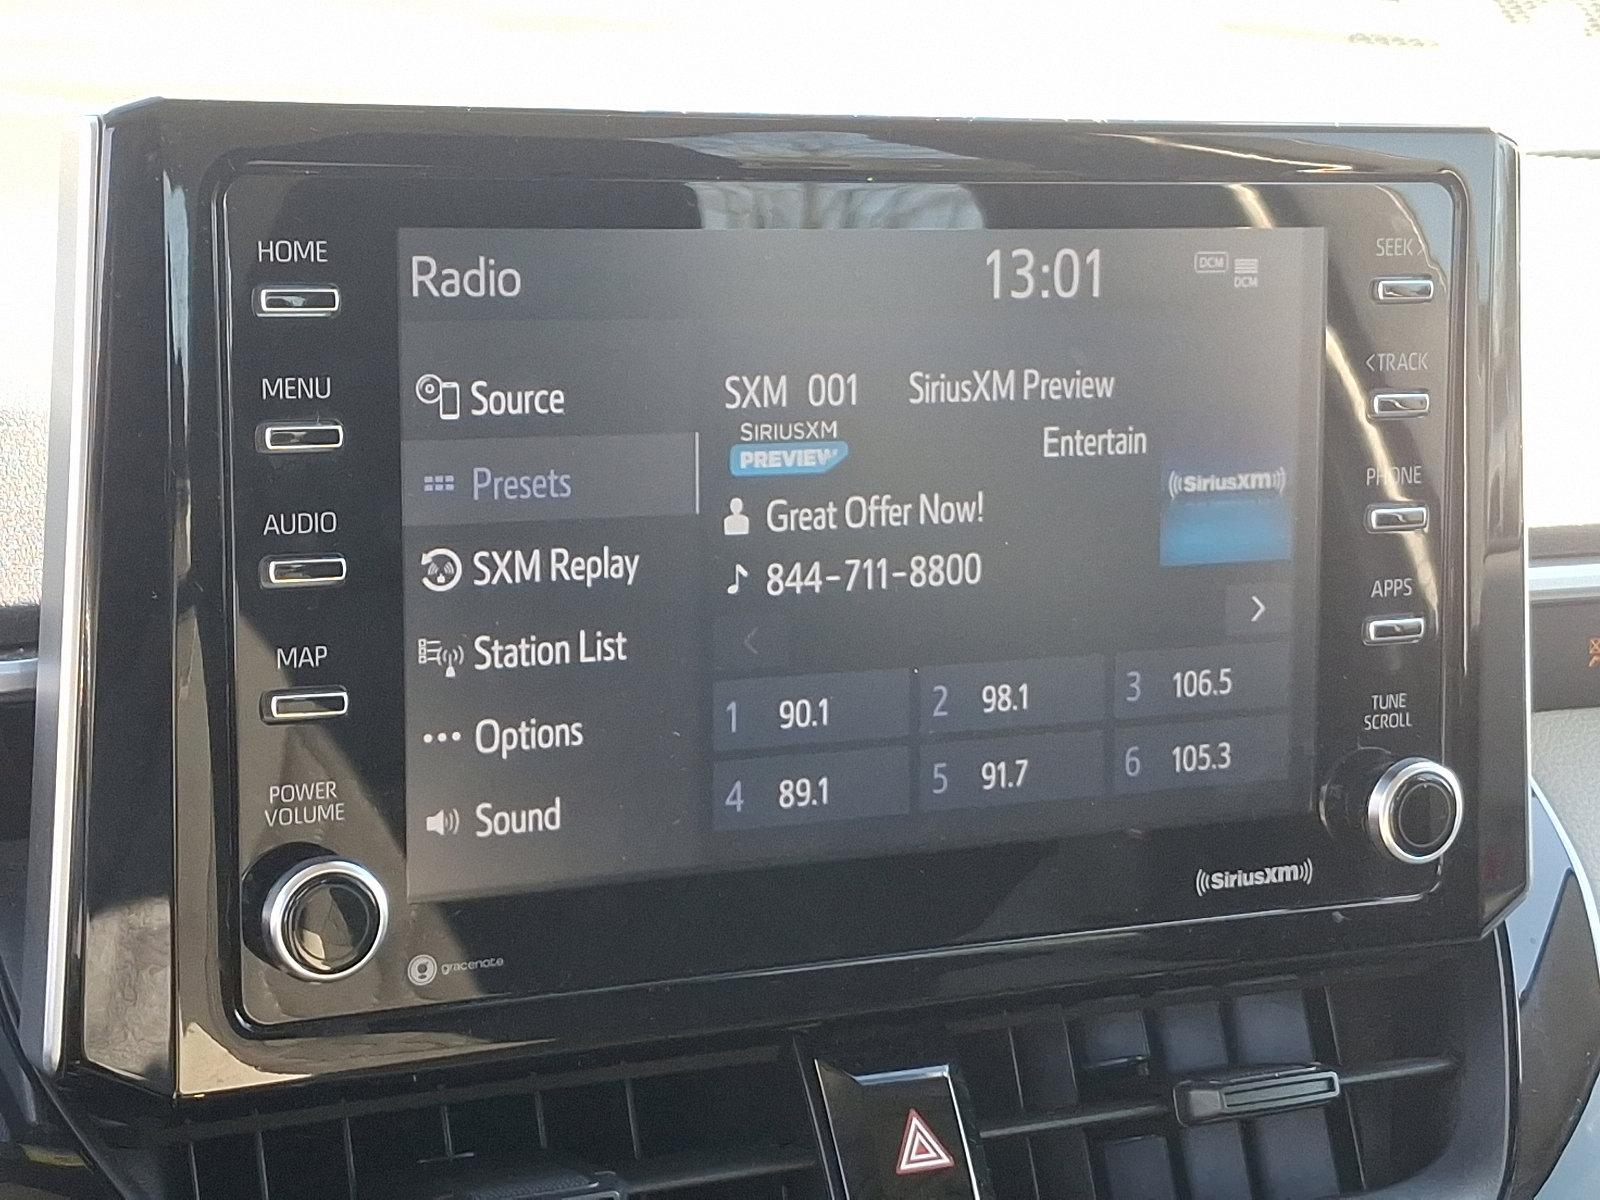 HOME
MENU
AUDIO
MAP
POWER
VOLUME
Radio
13:01
DCM
DCM
Source
Presets
SXM Replay
Station List
Options
Sound
SXM 001 SiriusXM Preview
SIRIUSXM
PREVIEW
Entertain
Great Offer Now!
844-711-8800
SiriusXM
1 90.1
2 98.1
3 106.5
4 89.1
5 91.7
6 105.3
SEEK >
< TRACK
PHONE
APPS
TUNE
SCROLL
gracenote
SiriusXM